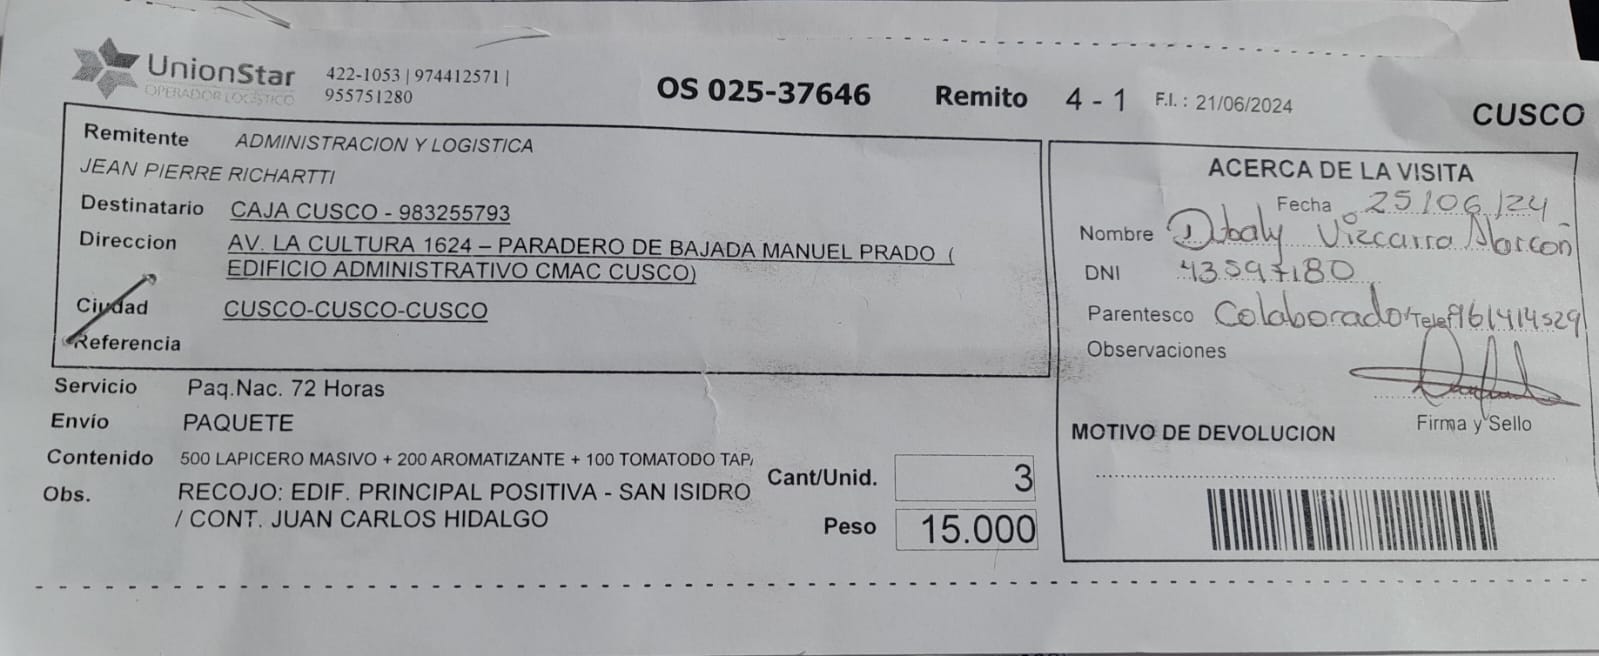 UnionStar
OPERADOR LOGISTICO
422-1053 | 974412571 |
955751280
OS 025-37646 Remito 4 - 1 F.I. : 21/06/2024 CUSCO
Remitente ADMINISTRACION Y LOGISTICA
JEAN PIERRE RICHARTTI
Destinatario CAJA CUSCO - 983255793
Direccion AV. LA CULTURA 1624 – PARADERO DE BAJADA MANUEL PRADO (
EDIFICIO ADMINISTRATIVO CMAC CUSCO)
Ciudad CUSCO-CUSCO-CUSCO
Referencia
Servicio Paq.Nac. 72 Horas
Envío PAQUETE
Contenido 500 LAPICERO MASIVO + 200 AROMATIZANTE + 100 TOMATODO TAP
Obs. RECOJO: EDIF. PRINCIPAL POSITIVA - SAN ISIDRO
/ CONT. JUAN CARLOS HIDALGO
Cant/Unid. 3
Peso 15.000
ACERCA DE LA VISITA
Fecha 25/06/24
Nombre Vizcarra Alarcon
DNI 43597180
Parentesco Colaborador Telef 961414529
Observaciones
Firma y Sello
MOTIVO DE DEVOLUCION